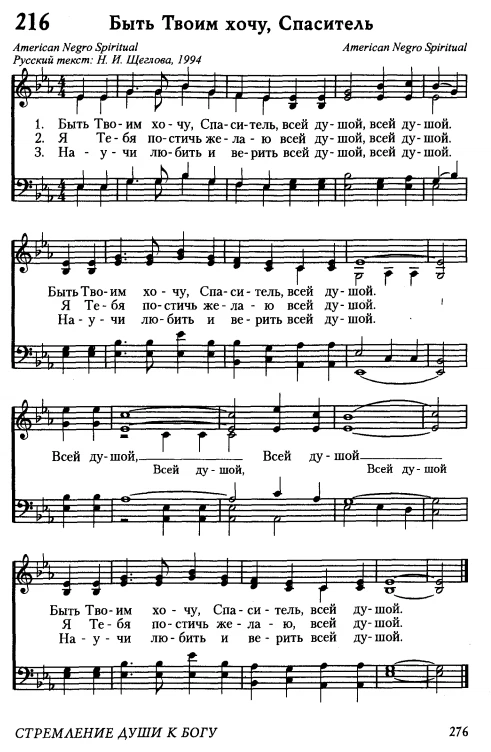 216 Быть Твоим хочу, Спаситель
American Negro Spiritual American Negro Spiritual
Русский текст: Н. И. Щеглова, 1994
1. Быть Тво-им хо - чу, Спа-си-тель, всей ду-шой, всей ду-шой.
2. Я Те-бя по-стичь же-ла - ю всей ду-шой, всей ду-шой.
3. На - у - чи лю-бить и ве-рить всей ду-шой, всей ду-шой.
Быть Тво-им хо - чу, Спа-си-тель, всей ду-шой.
Я Те-бя по-стичь же-ла - ю всей ду-шой.
На - у - чи лю-бить и ве-рить всей ду-шой.
Всей ду-шой, Всей ду-шой
Всей ду-шой, Всей ду-шой
Быть Тво-им хо - чу, Спа-си - тель, всей ду-шой.
Я Те-бя по-стичь же-ла - ю, всей ду-шой.
На - у - чи лю-бить и ве - рить всей ду-шой.
СТРЕМЛЕНИЕ ДУШИ К БОГУ 276